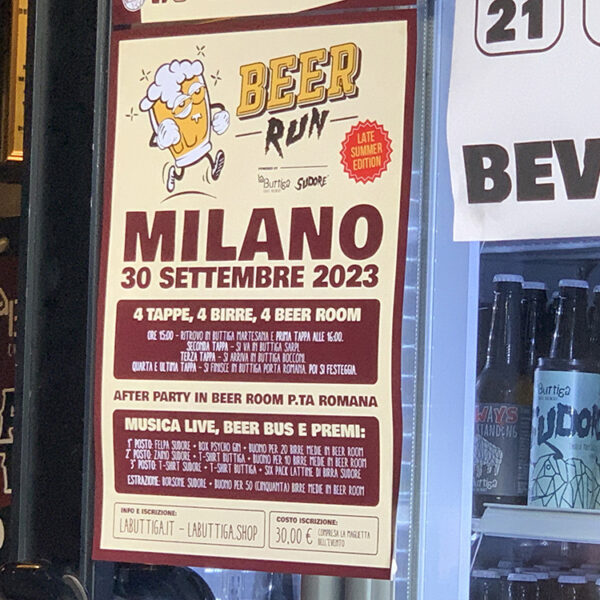 BEER
RUN
LATE
SUMMER
EDITION
POWERED BY
la Buttiga
SUDORE
MILANO
30 SETTEMBRE 2023
4 TAPPE, 4 BIRRE, 4 BEER ROOM
ORE 15:00 - RITROVO IN BUTTIGA MARTESANA E PRIMA TAPPA ALLE 16:00.
SECONDA TAPPA - SI VA IN BUTTIGA SARPI.
TERZA TAPPA - SI ARRIVA IN BUTTIGA BOCCONI.
QUARTA E ULTIMA TAPPA - SI FINISCE IN BUTTIGA PORTA ROMANA. POI SI FESTEGGIA.
AFTER PARTY IN BEER ROOM P.TA ROMANA
MUSICA LIVE, BEER BUS E PREMI:
1° POSTO: FELPA SUDORE + BOX PSYCHO GIN + BUONO PER 20 BIRRE MEDIE IN BEER ROOM
2° POSTO: ZAINO SUDORE + T-SHIRT BUTTIGA + BUONO PER 10 BIRRE MEDIE IN BEER ROOM
3° POSTO: T-SHIRT SUDORE + T-SHIRT BUTTIGA + SIX PACK LATTINE DI BIRRA SUDORE
ESTRAZIONE: BORSONE SUDORE + BUONO PER 50 (CINQUANTA) BIRRE MEDIE IN BEER ROOM
INFO E ISCRIZIONE:
LABUTTIGA.IT - LABUTTIGA.SHOP
COSTO ISCRIZIONE:
30,00 € COMPRESA LA MAGLIETTA
DELL'EVENTO
21
BEV
WAYS
Buttiga
SUDOR